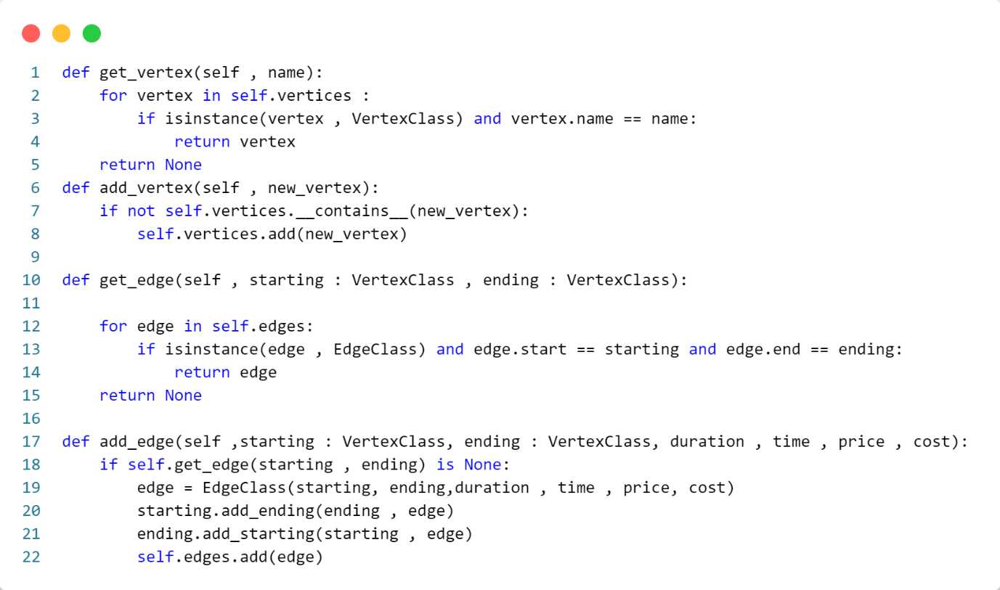 1 def get_vertex(self , name):
2     for vertex in self.vertices :
3         if isinstance(vertex , VertexClass) and vertex.name == name:
4             return vertex
5     return None
6 def add_vertex(self , new_vertex):
7     if not self.vertices.__contains__(new_vertex):
8         self.vertices.add(new_vertex)
9
10 def get_edge(self , starting : VertexClass , ending : VertexClass):
11
12     for edge in self.edges:
13         if isinstance(edge , EdgeClass) and edge.start == starting and edge.end == ending:
14             return edge
15     return None
16
17 def add_edge(self ,starting : VertexClass, ending : VertexClass, duration , time , price , cost):
18     if self.get_edge(starting , ending) is None:
19         edge = EdgeClass(starting, ending,duration , time , price, cost)
20         starting.add_ending(ending , edge)
21         ending.add_starting(starting , edge)
22         self.edges.add(edge)